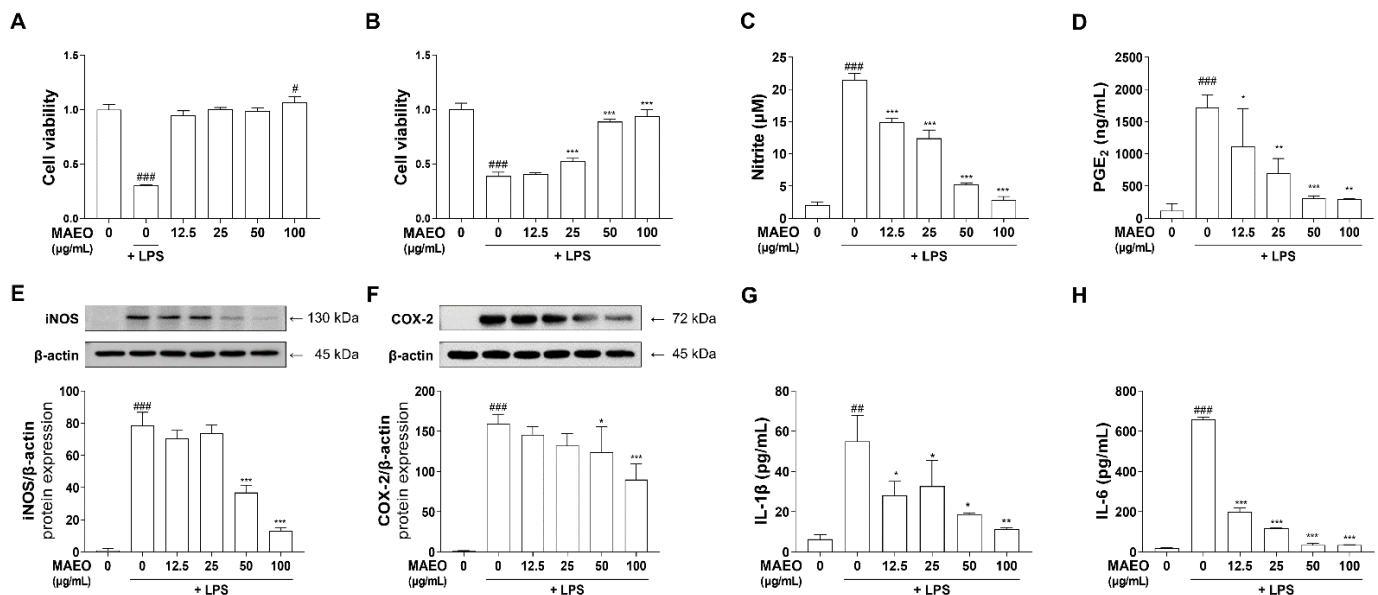 A
1.5
1.0
0.5
0.0
Cell viability
###
#
MAEO
(μg/mL)
0 0 12.5 25 50 100
+ LPS
B
1.5
1.0
0.5
0.0
Cell viability
###
***
***
***
MAEO
(μg/mL)
0 0 12.5 25 50 100
+ LPS
C
25
20
15
10
5
0
Nitrite (μM)
###
***
***
***
***
MAEO
(μg/mL)
0 0 12.5 25 50 100
+ LPS
D
2500
2000
1500
1000
500
0
PGE₂ (ng/mL)
###
*
**
***
**
MAEO
(μg/mL)
0 0 12.5 25 50 100
+ LPS
E
iNOS ← 130 kDa
β-actin ← 45 kDa
100
80
60
40
20
0
iNOS/β-actin
protein expression
###
***
***
MAEO
(μg/mL)
0 0 12.5 25 50 100
+ LPS
F
COX-2 ← 72 kDa
β-actin ← 45 kDa
200
150
100
50
0
COX-2/β-actin
protein expression
###
*
***
MAEO
(μg/mL)
0 0 12.5 25 50 100
+ LPS
G
80
60
40
20
0
IL-1β (pg/mL)
##
*
*
*
**
MAEO
(μg/mL)
0 0 12.5 25 50 100
+ LPS
H
800
600
400
200
0
IL-6 (pg/mL)
###
***
***
***
***
MAEO
(μg/mL)
0 0 12.5 25 50 100
+ LPS